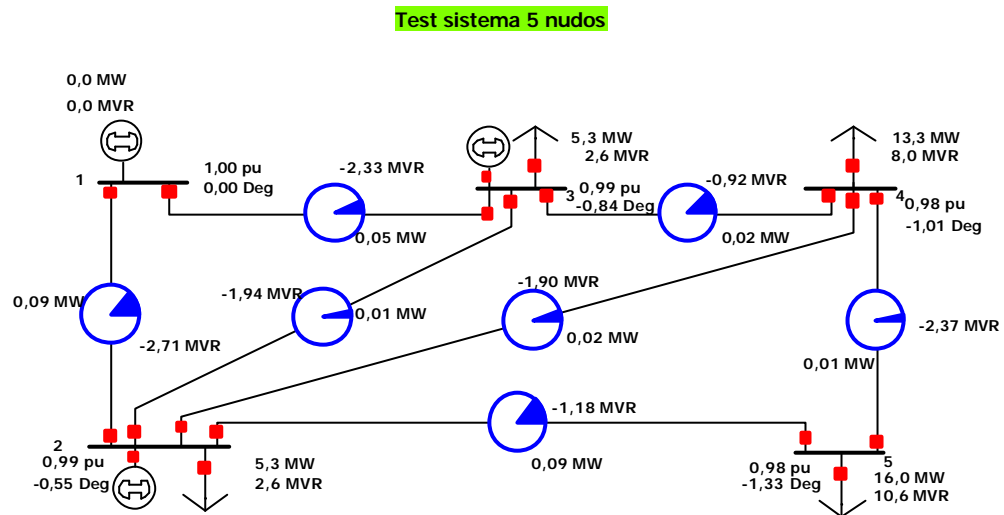 Test sistema 5 nudos
0,0 MW
0,0 MVR
1
1,00 pu
0,00 Deg
-2,33 MVR
0,05 MW
5,3 MW
2,6 MVR
3
0,99 pu
-0,84 Deg
-0,92 MVR
0,02 MW
13,3 MW
8,0 MVR
4
0,98 pu
-1,01 Deg
0,09 MW
-2,71 MVR
-1,94 MVR
0,01 MW
-1,90 MVR
0,02 MW
-2,37 MVR
0,01 MW
-1,18 MVR
0,09 MW
2
0,99 pu
-0,55 Deg
5,3 MW
2,6 MVR
0,98 pu
-1,33 Deg
5
16,0 MW
10,6 MVR